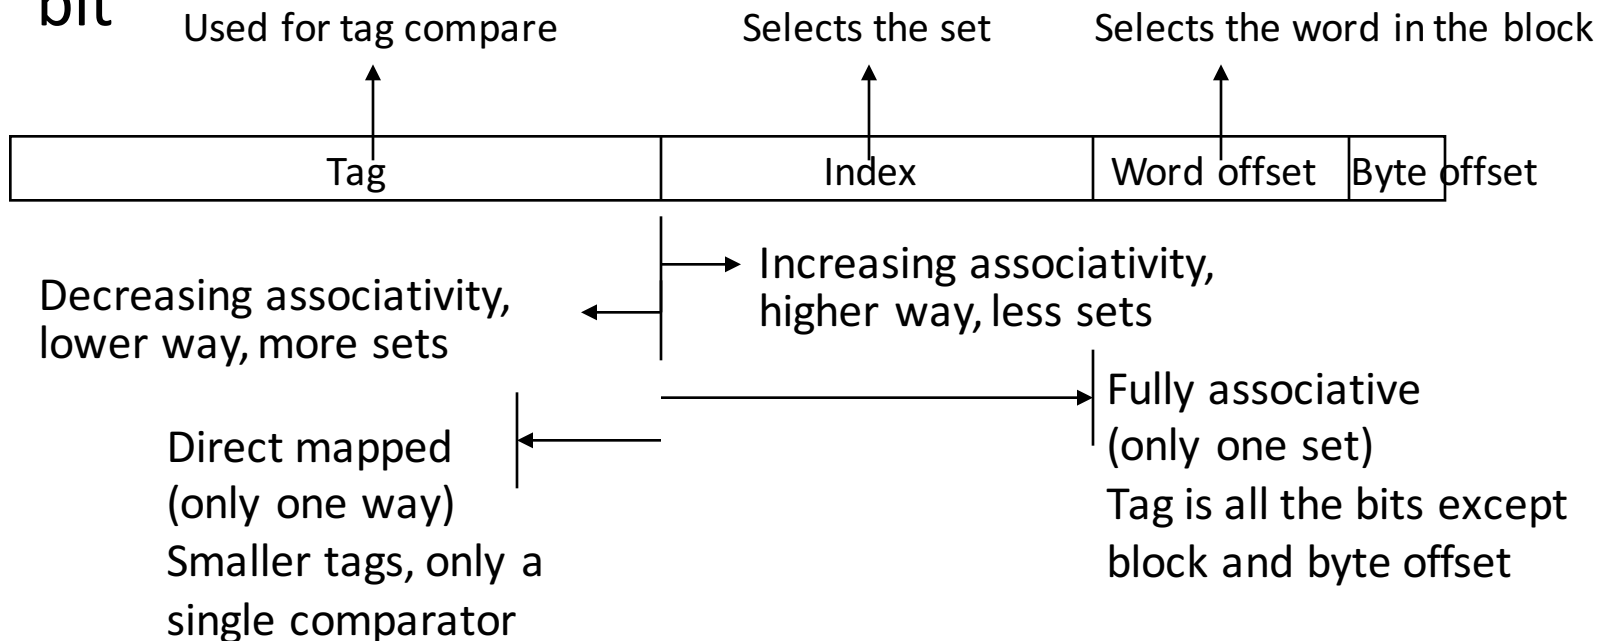 bit
Used for tag compare
Selects the set
Selects the word in the block
Tag
Index
Word offset
Byte offset
Decreasing associativity,
lower way, more sets
Increasing associativity,
higher way, less sets
Direct mapped
(only one way)
Smaller tags, only a
single comparator
Fully associative
(only one set)
Tag is all the bits except
block and byte offset